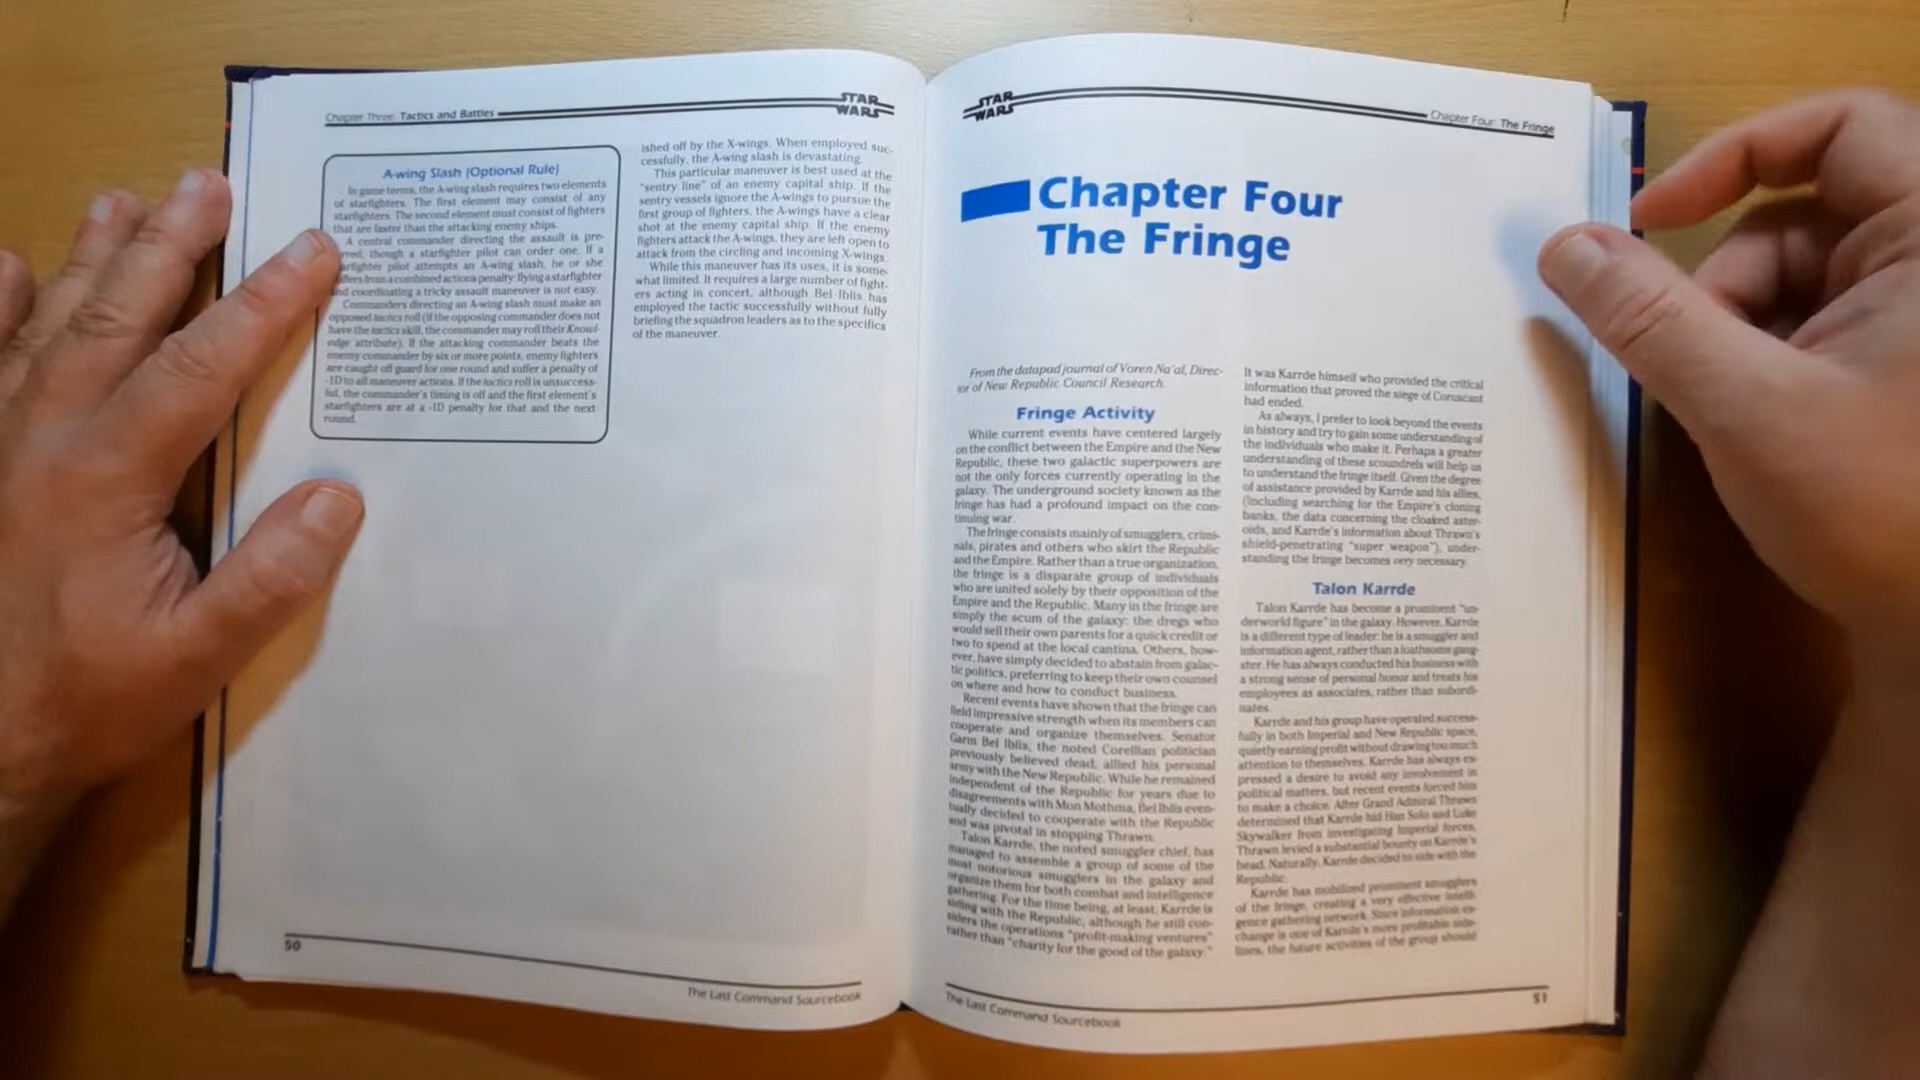 Chapter Three: Tactics and Battles
STAR
WARS
A-wing Slash (Optional Rule)
In game terms, the A-wing slash requires two elements
of starfighters. The first element may consist of any
starfighters. The second element must consist of fighters
that are faster than the attacking enemy ships.
A central commander directing the assault is pre-
rred, though a starfighter pilot can order one. If a
arfighter pilot attempts an A-wing slash, he or she
ffers from a combined actions penalty: flying a starfighter
nd coordinating a tricky assault maneuver is not easy.
Commanders directing an A-wing slash must make an
opposed tactics roll (if the opposing commander does not
have the tactics skill, the commander may roll their Knowl-
edge attribute). If the attacking commander beats the
enemy commander by six or more points, enemy fighters
are caught off guard for one round and suffer a penalty of
-1D to all maneuver actions. If the tactics roll is unsuccess-
ful, the commander's timing is off and the first element's
starfighters are at a -1D penalty for that and the next
round.
ished off by the X-wings. When employed suc-
cessfully, the A-wing slash is devastating.
This particular maneuver is best used at the
"sentry line" of an enemy capital ship. If the
sentry vessels ignore the A-wings to pursue the
first group of fighters, the A-wings have a clear
shot at the enemy capital ship. If the enemy
fighters attack the A-wings, they are left open to
attack from the circling and incoming X-wings.
While this maneuver has its uses, it is some-
what limited. It requires a large number of fight-
ers acting in concert, although Bel Iblis has
employed the tactic successfully without fully
briefing the squadron leaders as to the specifics
of the maneuver.
50
The Last Command Sourcebook
STAR
WARS
Chapter Four: The Fringe
Chapter Four
The Fringe
From the datapad journal of Voren Na'al, Direc-
tor of New Republic Council Research.
Fringe Activity
While current events have centered largely
on the conflict between the Empire and the New
Republic, these two galactic superpowers are
not the only forces currently operating in the
galaxy. The underground society known as the
fringe has had a profound impact on the con-
tinuing war.
The fringe consists mainly of smugglers, crimi-
nals, pirates and others who skirt the Republic
and the Empire. Rather than a true organization,
the fringe is a disparate group of individuals
who are united solely by their opposition of the
Empire and the Republic. Many in the fringe are
simply the scum of the galaxy: the dregs who
would sell their own parents for a quick credit or
two to spend at the local cantina. Others, how-
ever, have simply decided to abstain from galac-
tic politics, preferring to keep their own counsel
on where and how to conduct business.
Recent events have shown that the fringe can
field impressive strength when its members can
cooperate and organize themselves. Senator
Garm Bel Iblis, the noted Corellian politician
previously believed dead, allied his personal
army with the New Republic. While he remained
independent of the Republic for years due to
disagreements with Mon Mothma, Bel Iblis even-
tually decided to cooperate with the Republic
and was pivotal in stopping Thrawn.
Talon Karrde, the noted smuggler chief, has
managed to assemble a group of some of the
most notorious smugglers in the galaxy and
organize them for both combat and intelligence
gathering. For the time being, at least, Karrde is
siding with the Republic, although he still con-
siders the operations "profit-making ventures"
rather than "charity for the good of the galaxy."
It was Karrde himself who provided the critical
information that proved the siege of Coruscant
had ended.
As always, I prefer to look beyond the events
in history and try to gain some understanding of
the individuals who make it. Perhaps a greater
understanding of these scoundrels will help us
to understand the fringe itself. Given the degree
of assistance provided by Karrde and his allies,
(including searching for the Empire's cloning
banks, the data concerning the cloaked aster-
oids, and Karrde's information about Thrawn's
shield-penetrating "super weapon"), under-
standing the fringe becomes very necessary.
Talon Karrde
Talon Karrde has become a prominent "un-
derworld figure" in the galaxy. However, Karrde
is a different type of leader: he is a smuggler and
information agent, rather than a loathsome gang-
ster. He has always conducted his business with
a strong sense of personal honor and treats his
employees as associates, rather than subordi-
nates.
Karrde and his group have operated success-
fully in both Imperial and New Republic space,
quietly earning profit without drawing too much
attention to themselves. Karrde has always ex-
pressed a desire to avoid any involvement in
political matters, but recent events forced him
to make a choice. After Grand Admiral Thrawn
determined that Karrde hid Han Solo and Luke
Skywalker from investigating Imperial forces,
Thrawn levied a substantial bounty on Karrde's
head. Naturally, Karrde decided to side with the
Republic.
Karrde has mobilized prominent smugglers
of the fringe, creating a very effective intelli-
gence gathering network. Since information ex-
change is one of Karrde's more profitable side-
lines, the future activities of the group should
The Last Command Sourcebook
51